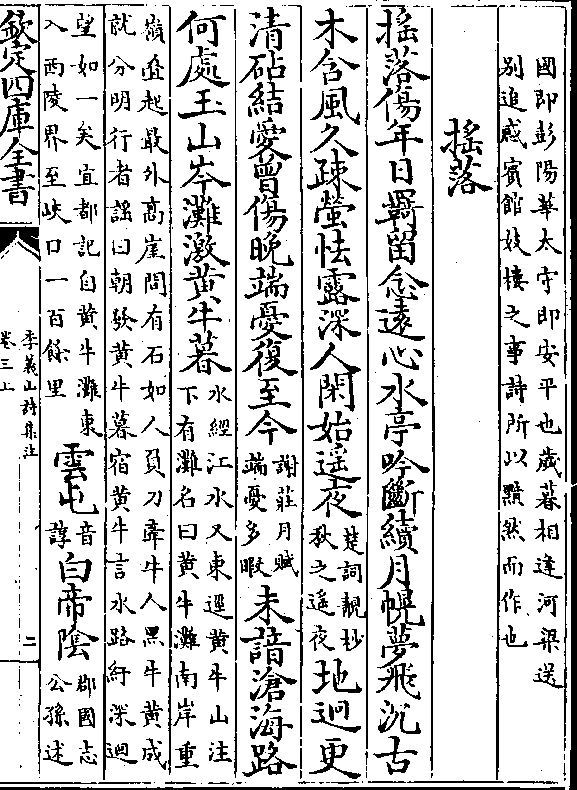 國即彭陽華太守即安平也歲暮相逢河梁送
别追感賓館妓樓之事詩所以黯然而作也
揺落
揺落傷年日羇留念遠心水亭吟斷續月幌夢飛沉古
木含風久疎螢怯露深人閑始遥夜
楚詞靚杪
秋之遥夜
地逈更
清砧結愛曾傷晩端憂復至今
謝莊月賦
端憂多暇
未諳滄海路
何處玉山岑灘激黄牛暮
水經江水又東逕黄牛山注
下有灘名曰黄牛灘南岸重
嶺叠起最外高崖間有石如人負刀牽牛人黒牛黄成
就分明行者謡曰朝發黄牛暮宿黄牛言水路紆深迴
望如一矣宜都記自黄牛灘東
入西陵界至峽口一百餘里
雲屯
音
諄
白帝陰
郡國志
公孫述
欽定四庫全書
李義山詩集注
卷三上
二